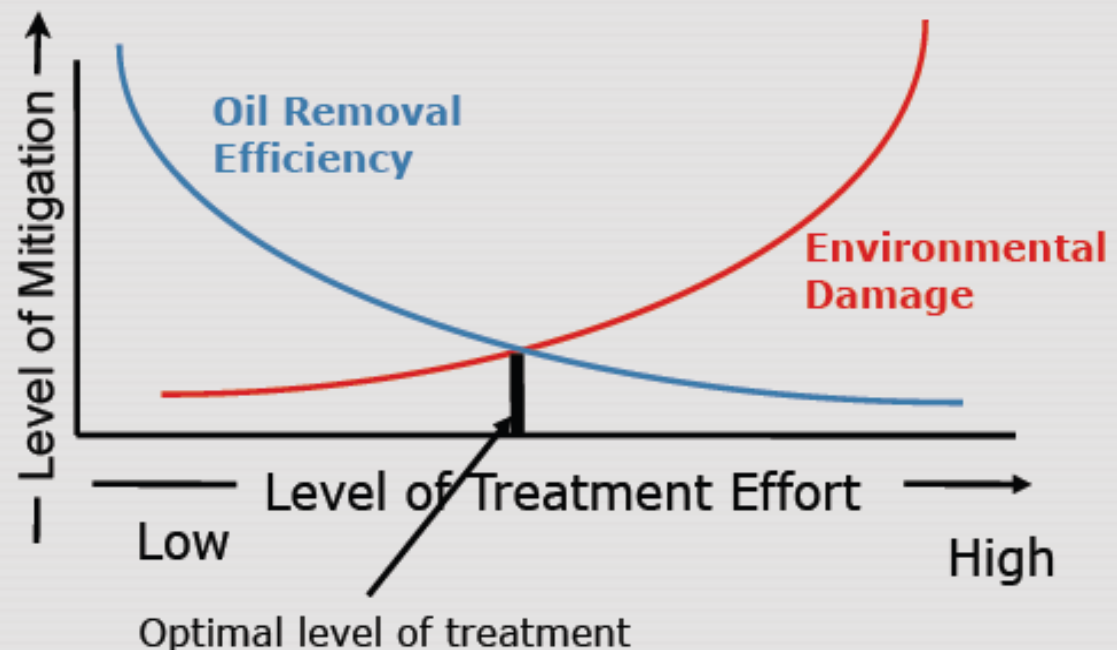 Level of Mitigation
Oil Removal
Efficiency
Environmental
Damage
Level of Treatment Effort
Low
High
Optimal level of treatment